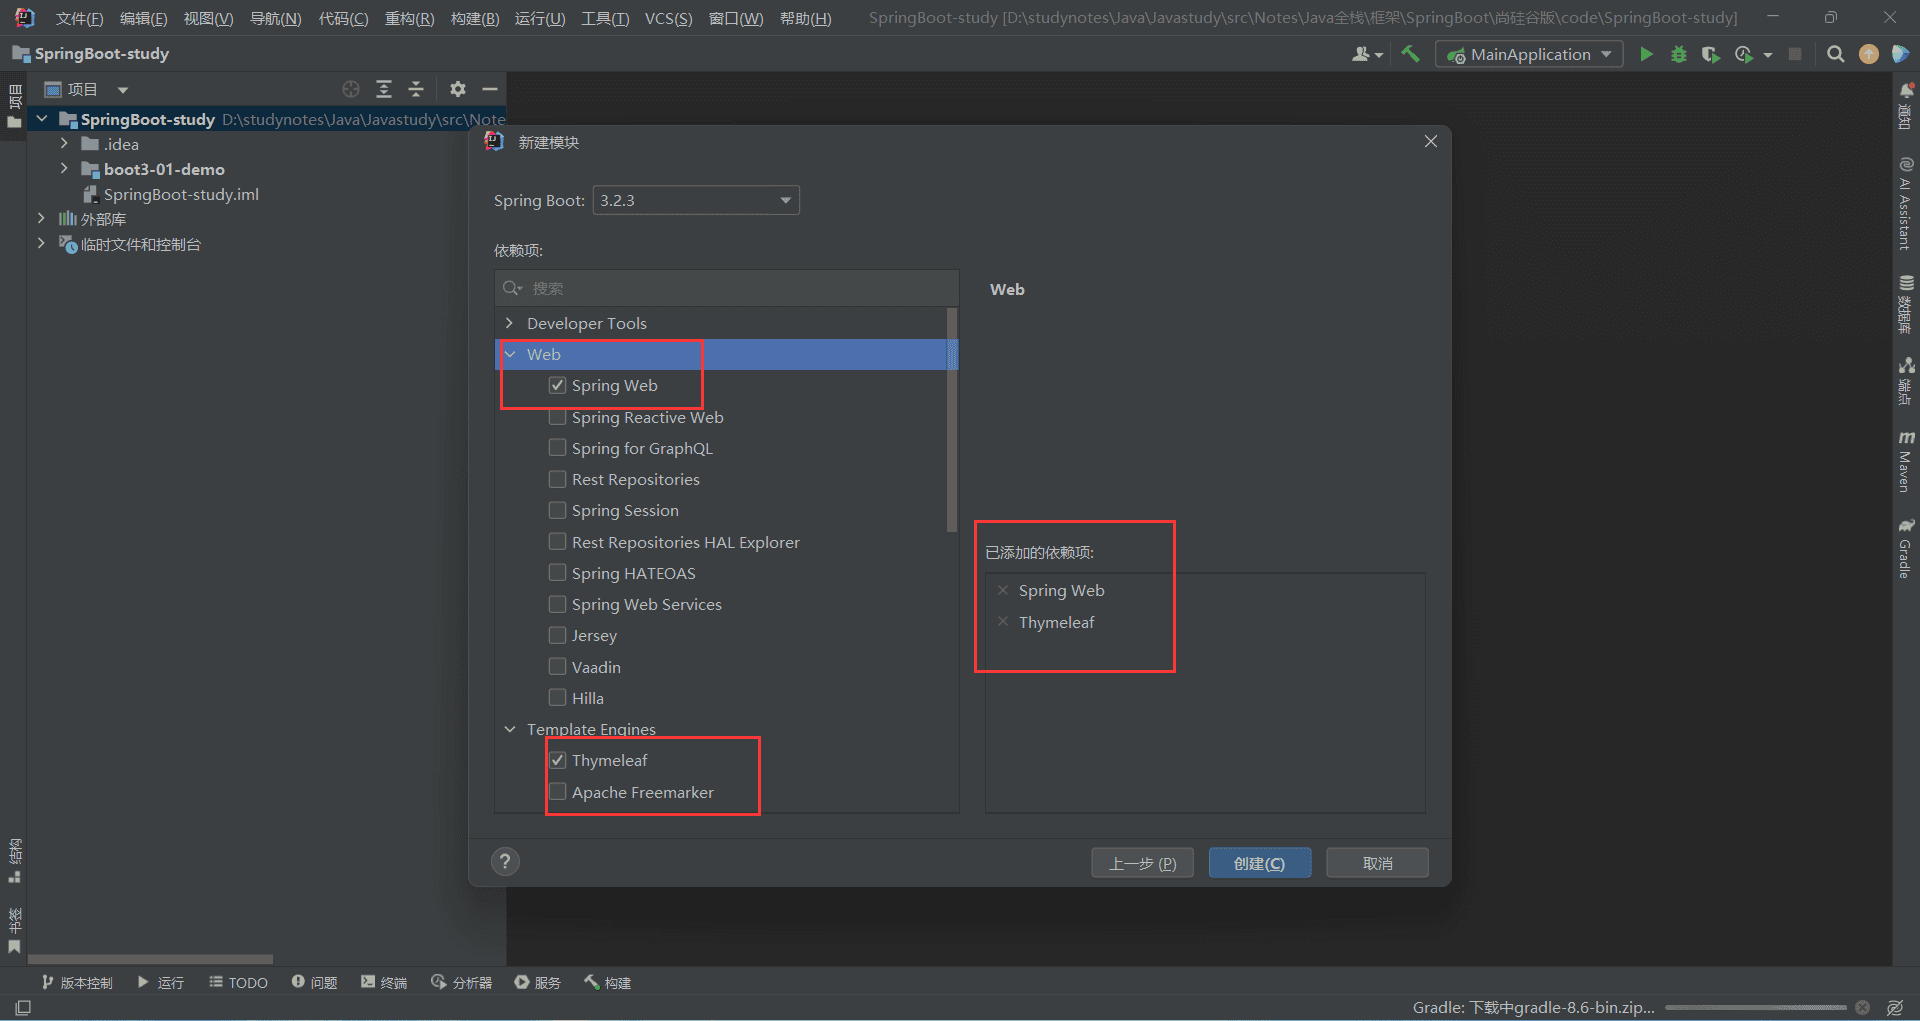 文件(F) 编辑(E) 视图(V) 导航(N) 代码(C) 重构(R) 构建(B) 运行(U) 工具(T) VCS(S) 窗口(W) 帮助(H) SpringBoot-study [D:\studynotes\Java\Javastudy\src\Notes\Java全栈\框架\SpringBoot\尚硅谷版\code\SpringBoot-study]
SpringBoot-study
MainApplication
项目
项目
SpringBoot-study D:\studynotes\Java\Javastudy\src\Note
.idea
boot3-01-demo
SpringBoot-study.iml
外部库
临时文件和控制台
新建模块
Spring Boot: 3.2.3
依赖项:
搜索
Developer Tools
Web
Spring Web
Spring Reactive Web
Spring for GraphQL
Rest Repositories
Spring Session
Rest Repositories HAL Explorer
Spring HATEOAS
Spring Web Services
Jersey
Vaadin
Hilla
Template Engines
Thymeleaf
Apache Freemarker
Web
已添加的依赖项:
Spring Web
Thymeleaf
?
上一步 (P)
创建(C)
取消
通知
AI Assistant
数据库
端点
m Maven
Gradle
结构
书签
版本控制 运行 TODO 问题 终端 分析器 服务 构建
Gradle: 下载中gradle-8.6-bin.zip...